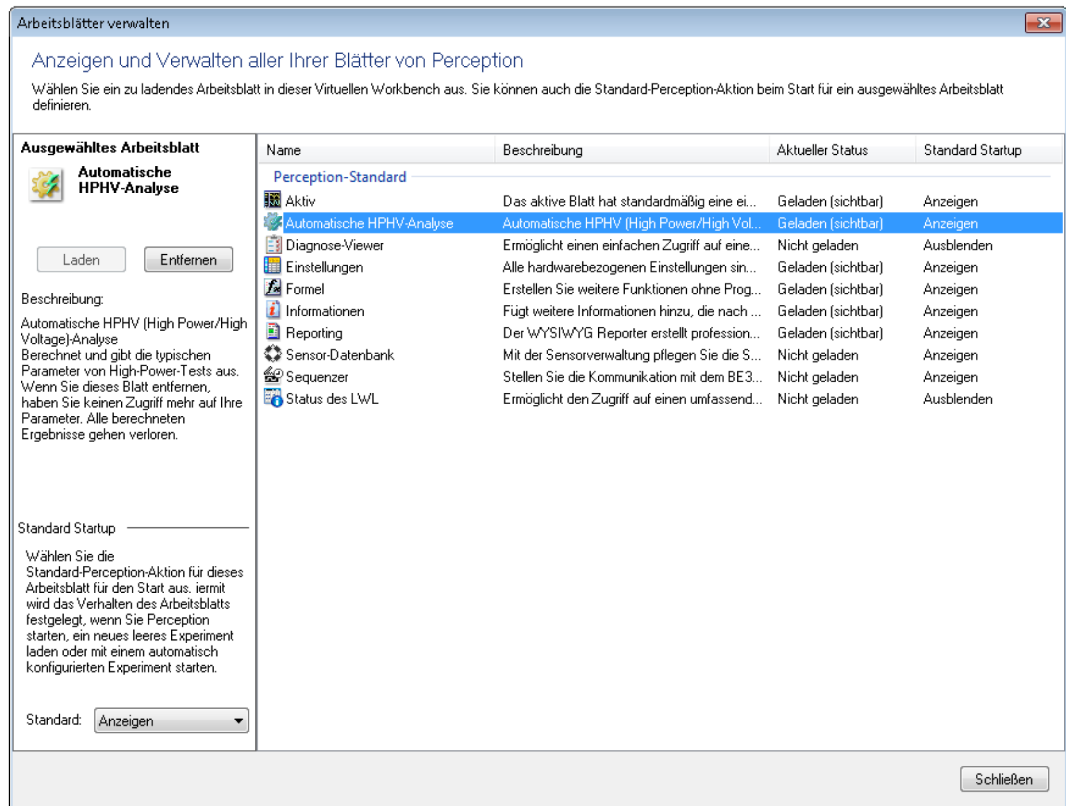 Arbeitsblätter verwalten
Anzeigen und Verwalten aller Ihrer Blätter von Perception
Wählen Sie ein zu ladendes Arbeitsblatt in dieser Virtuellen Workbench aus. Sie können auch die Standard-Perception-Aktion beim Start für ein ausgewähltes Arbeitsblatt
definieren.
Ausgewähltes Arbeitsblatt
Automatische
HPHV-Analyse
Laden Entfernen
Beschreibung:
Automatische HPHV (High Power/High
Voltage)-Analyse
Berechnet und gibt die typischen
Parameter von High-Power-Tests aus.
Wenn Sie dieses Blatt entfernen,
haben Sie keinen Zugriff mehr auf Ihre
Parameter. Alle berechneten
Ergebnisse gehen verloren.
Standard Startup
Wählen Sie die
Standard-Perception-Aktion für dieses
Arbeitsblatt für den Start aus. iermit
wird das Verhalten des Arbeitsblatts
festgelegt, wenn Sie Perception
starten, ein neues leeres Experiment
laden oder mit einem automatisch
konfigurierten Experiment starten.
Standard: Anzeigen
Name Beschreibung Aktueller Status Standard Startup
Perception-Standard
Aktiv Das aktive Blatt hat standardmäßig eine ei... Geladen (sichtbar) Anzeigen
Automatische HPHV-Analyse Automatische HPHV (High Power/High Vol... Geladen (sichtbar) Anzeigen
Diagnose-Viewer Ermöglicht einen einfachen Zugriff auf eine... Nicht geladen Ausblenden
Einstellungen Alle hardwarebezogenen Einstellungen sin... Geladen (sichtbar) Anzeigen
Formel Erstellen Sie weitere Funktionen ohne Prog... Geladen (sichtbar) Anzeigen
Informationen Fügt weitere Informationen hinzu, die nach ... Geladen (sichtbar) Anzeigen
Reporting Der WYSIWYG Reporter erstellt profession... Geladen (sichtbar) Anzeigen
Sensor-Datenbank Mit der Sensorverwaltung pflegen Sie die S... Nicht geladen Anzeigen
Sequenzer Stellen Sie die Kommunikation mit dem BE3... Nicht geladen Anzeigen
Status des LWL Ermöglicht den Zugriff auf einen umfassend... Nicht geladen Ausblenden
Schließen